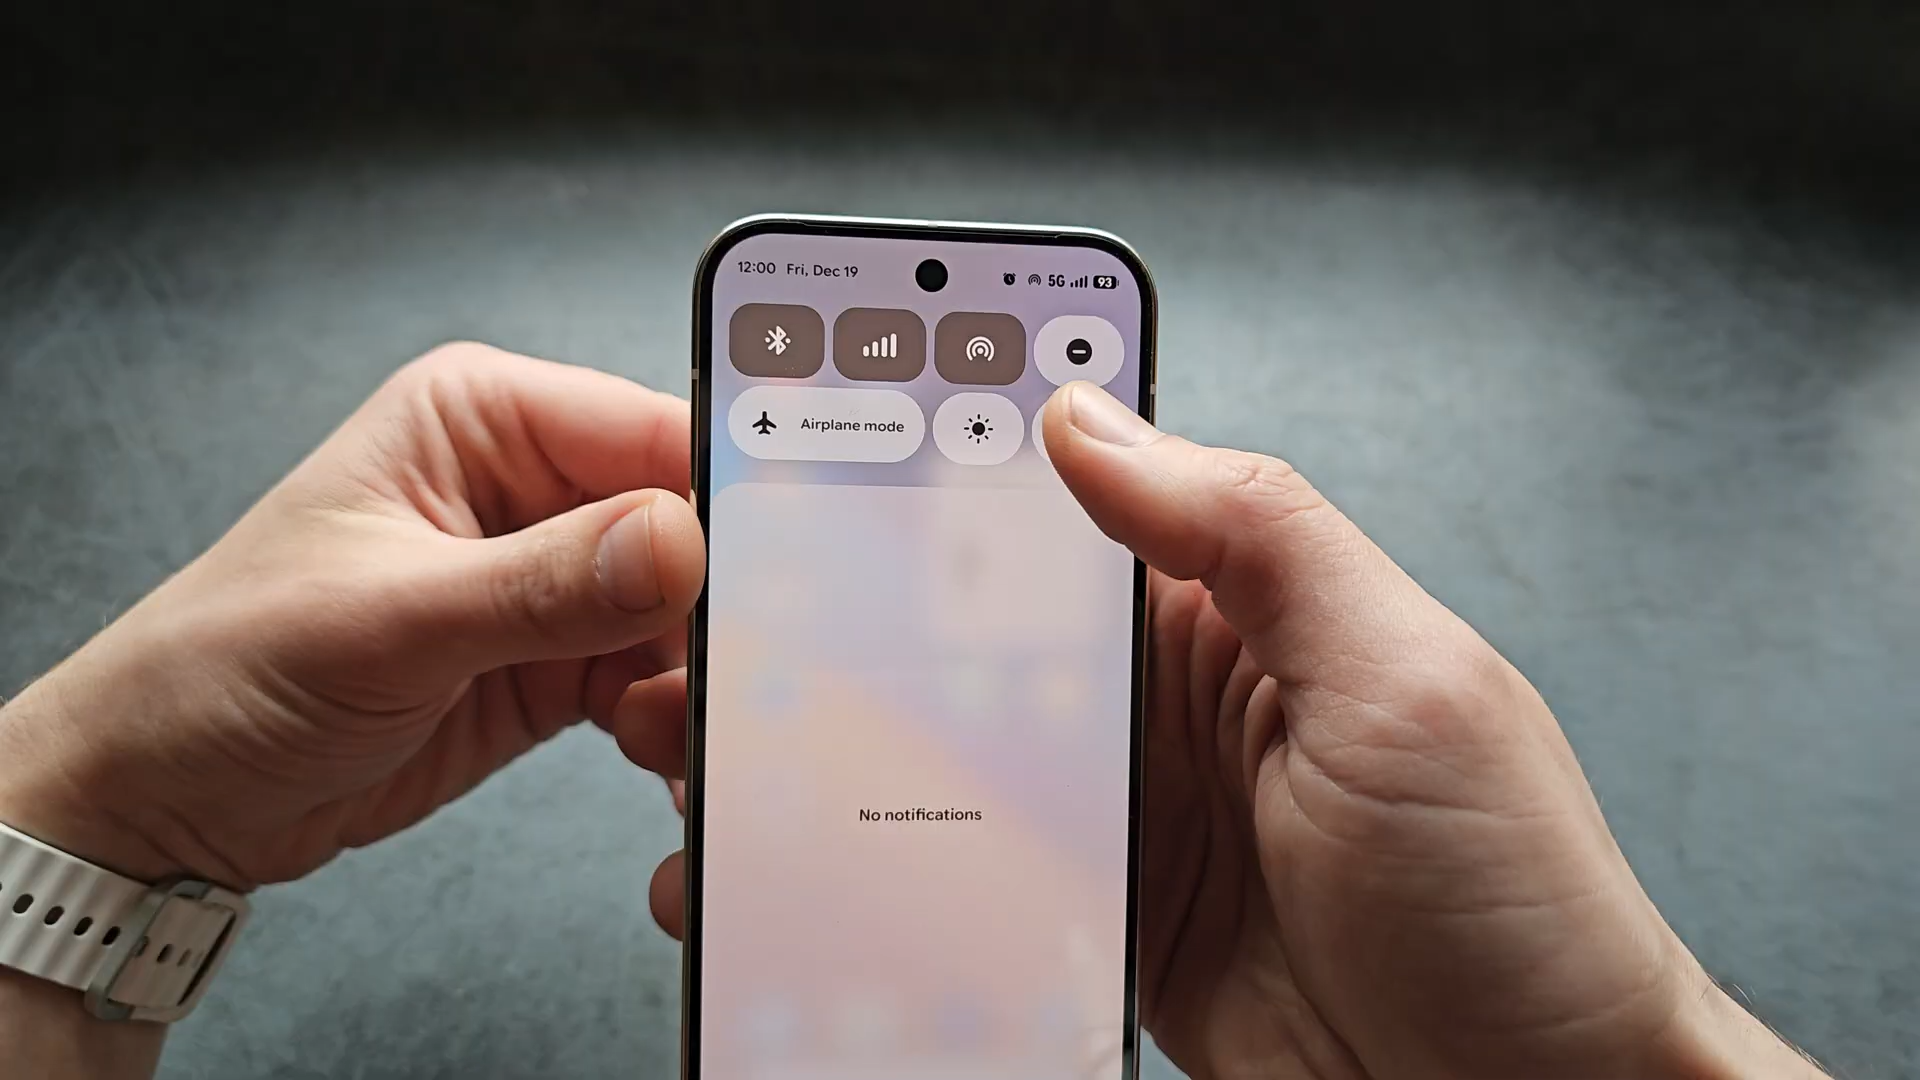 12:00 Fri, Dec 19
5G 93
Airplane mode
No notifications